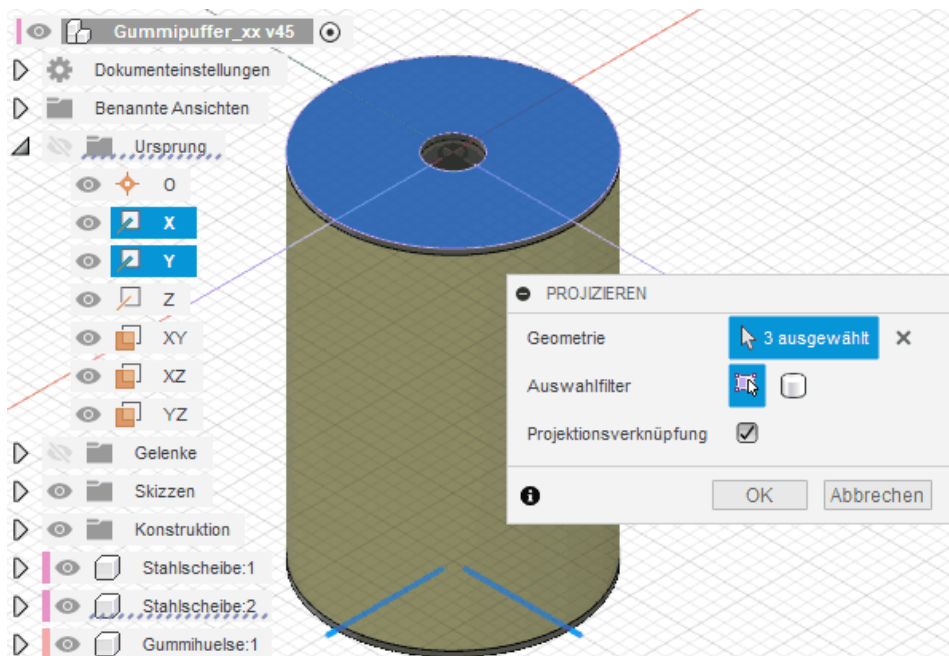 Gummipuffer_xx v45
Dokumenteinstellungen
Benannte Ansichten
Ursprung
O
X
Y
Z
XY
XZ
YZ
Gelenke
Skizzen
Konstruktion
Stahlscheibe:1
Stahlscheibe:2
Gummihuelse:1
PROJIZIEREN
Geometrie
3 ausgewählt
Auswahlfilter
Projektionsverknüpfung
OK
Abbrechen